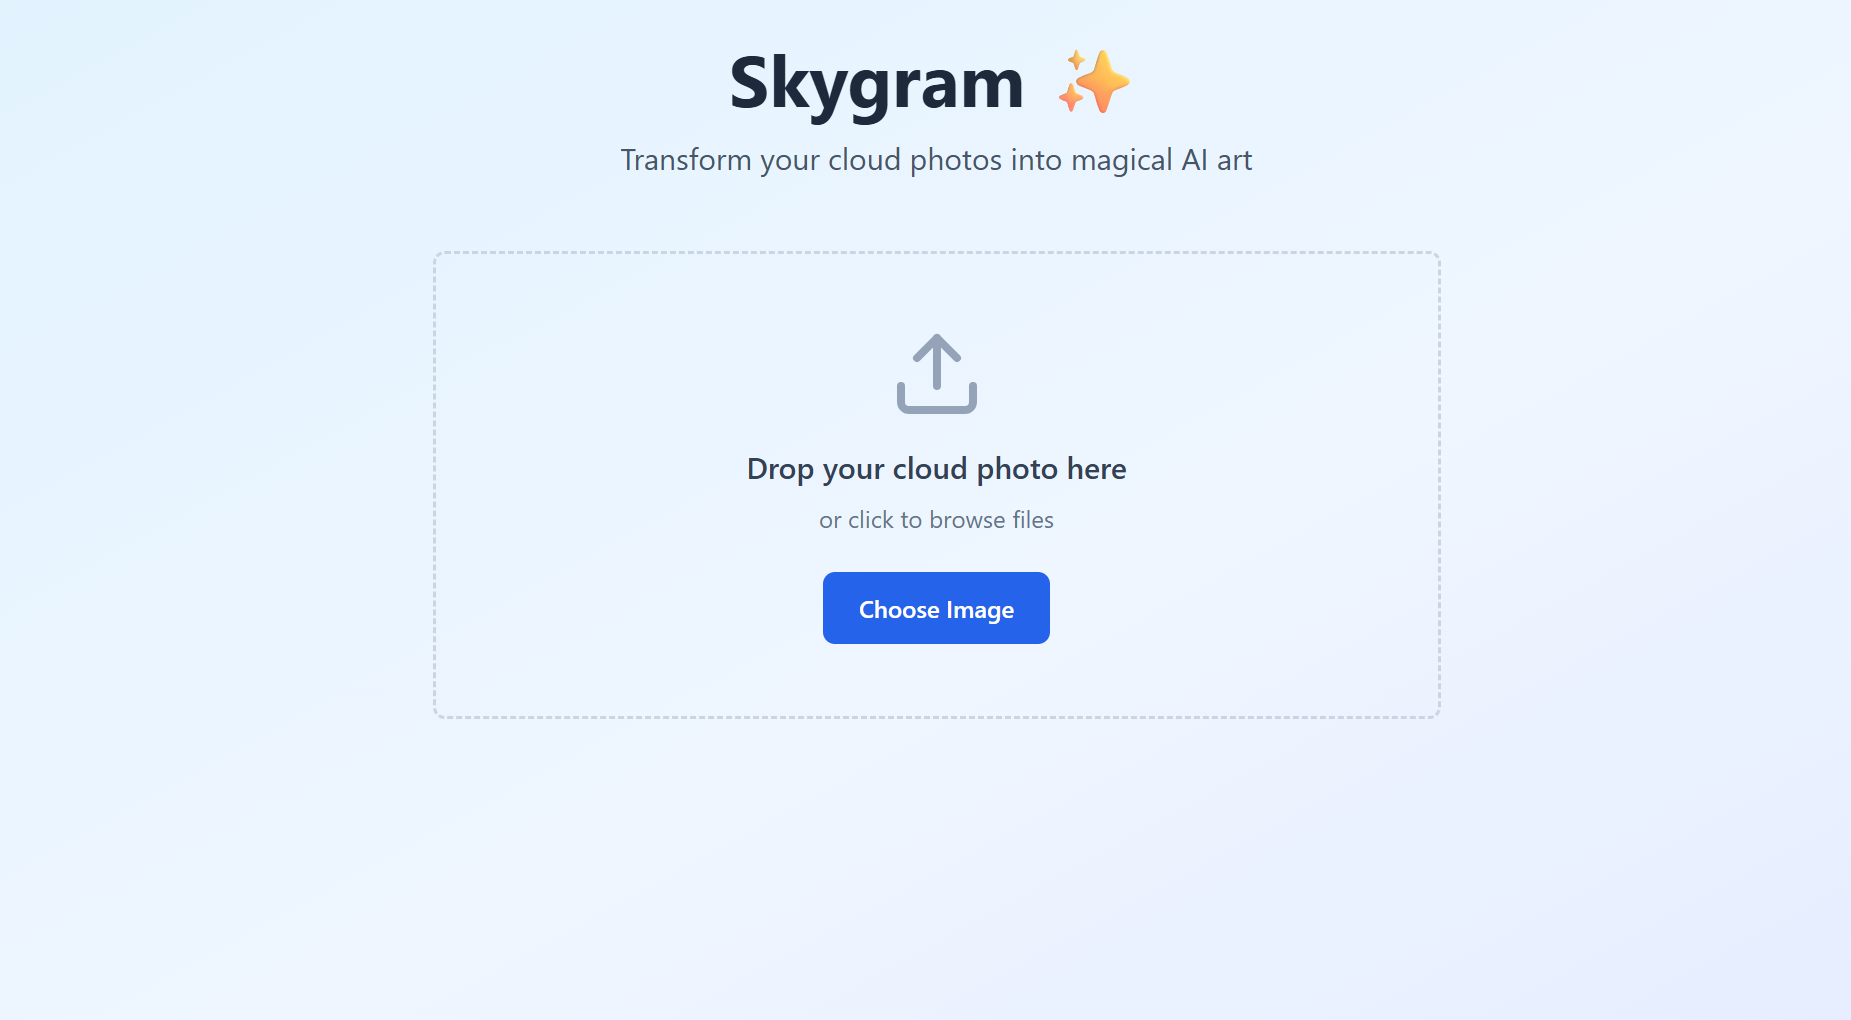 Skygram ✨
Transform your cloud photos into magical AI art
Drop your cloud photo here
or click to browse files
Choose Image